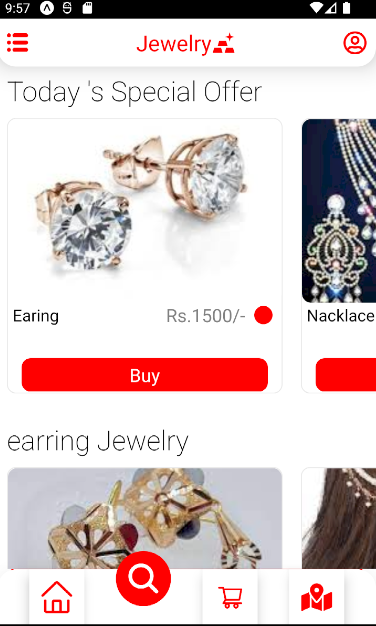 9:57
Jewelry
Today 's Special Offer
Earing Rs.1500/-
Nacklace
Buy
earring Jewelry